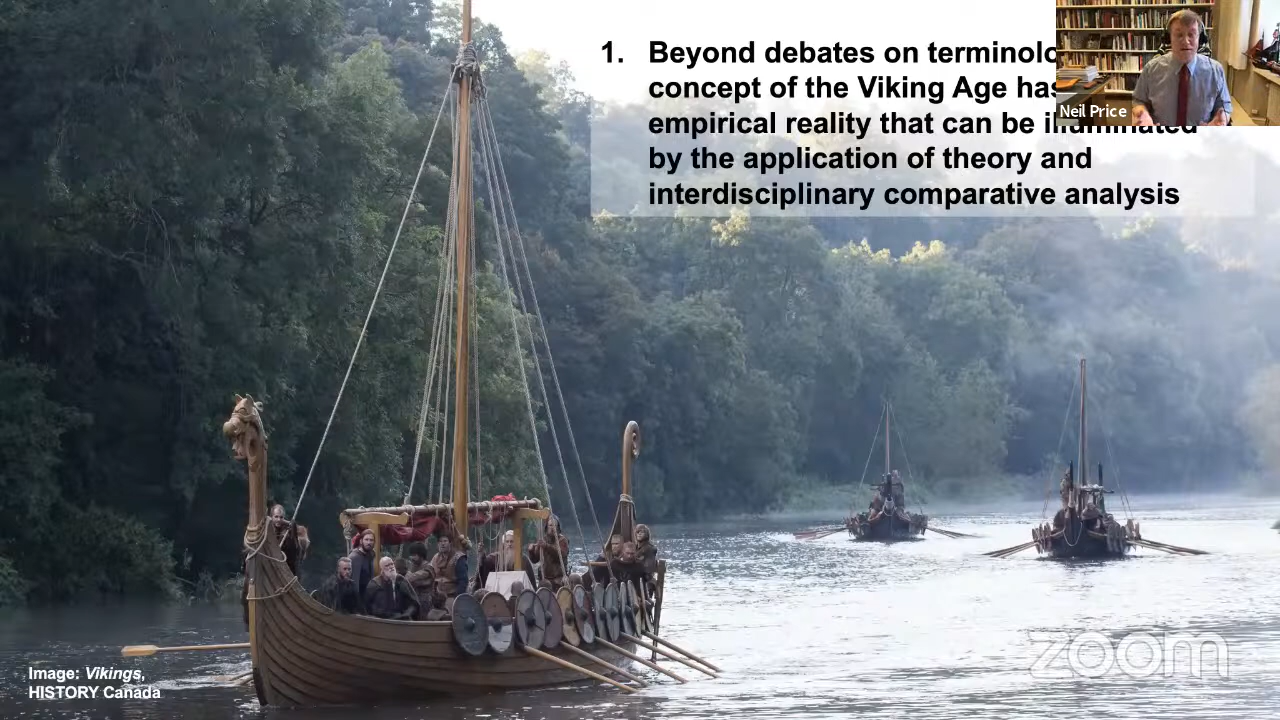 1. Beyond debates on
concept of the Viking Age has
empirical reality that can be illuminated
by the application of theory and
interdisciplinary comparative analysis
Neil Price
Image: Vikings,
HISTORY Canada
zoom